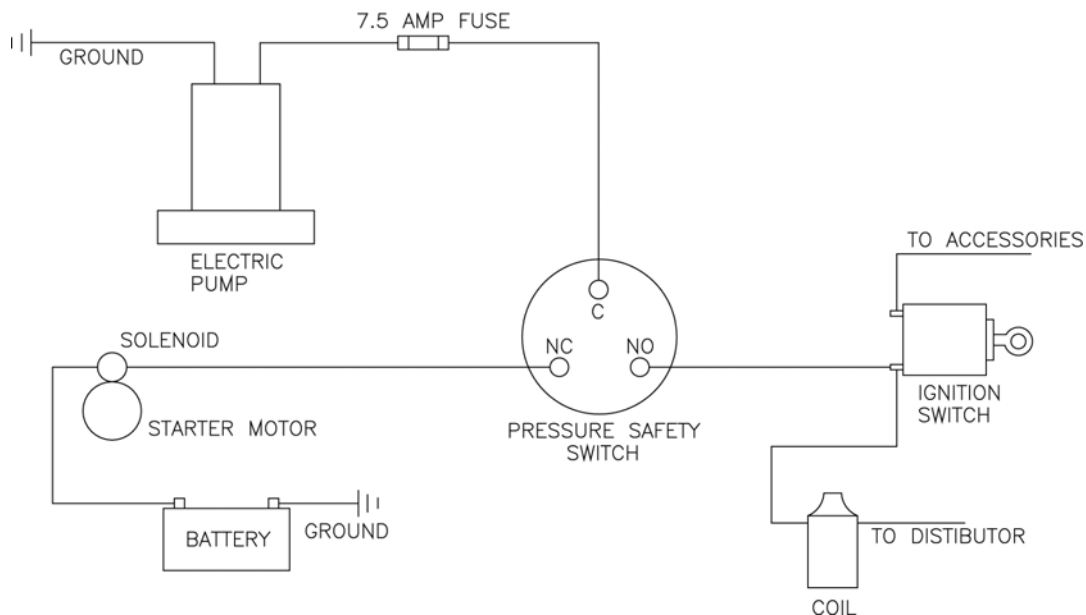 7.5 AMP FUSE
GROUND
ELECTRIC
PUMP
TO ACCESSORIES
C
SOLENOID
NC
NO
IGNITION
SWITCH
STARTER MOTOR
PRESSURE SAFETY
SWITCH
GROUND
BATTERY
TO DISTIBUTOR
COIL